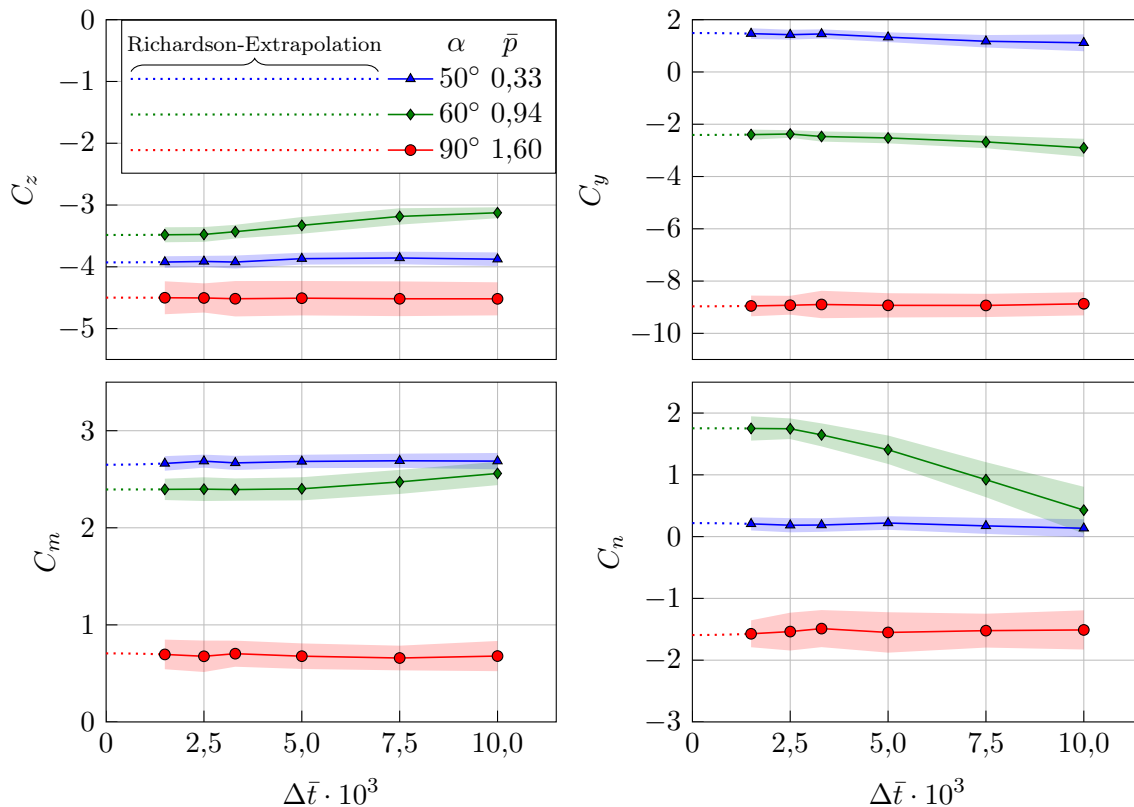 0
−1
−2
−3
−4
−5
C_z
Richardson-Extrapolation α p̄
50° 0,33
60° 0,94
90° 1,60
2
0
−2
−4
−6
−8
−10
C_y
3
2
1
0
C_m
0 2,5 5,0 7,5 10,0
Δt̄ · 10³
2
1
0
−1
−2
−3
C_n
0 2,5 5,0 7,5 10,0
Δt̄ · 10³